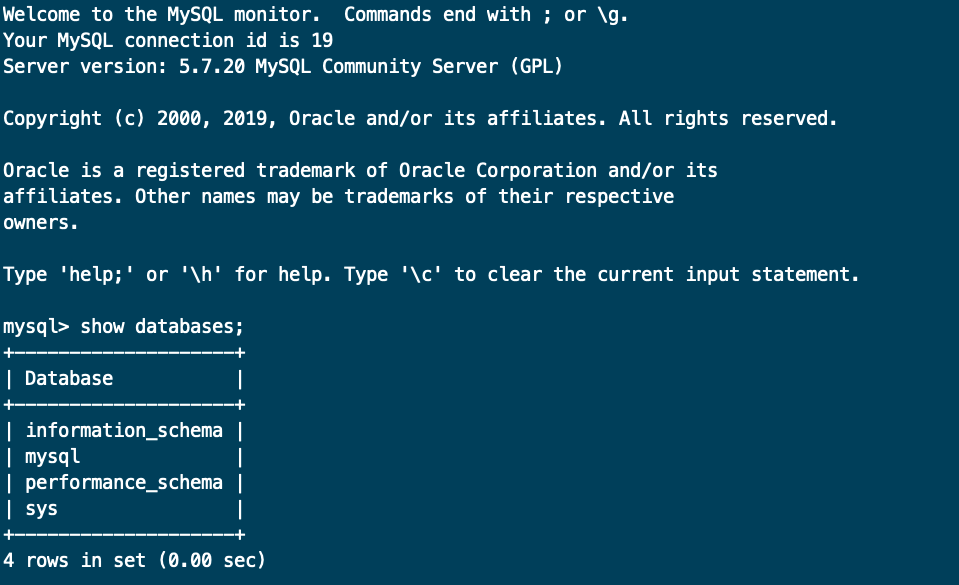 Welcome to the MySQL monitor.  Commands end with ; or \g.
Your MySQL connection id is 19
Server version: 5.7.20 MySQL Community Server (GPL)

Copyright (c) 2000, 2019, Oracle and/or its affiliates. All rights reserved.

Oracle is a registered trademark of Oracle Corporation and/or its
affiliates. Other names may be trademarks of their respective
owners.

Type 'help;' or '\h' for help. Type '\c' to clear the current input statement.

mysql> show databases;
+--------------------+
| Database           |
+--------------------+
| information_schema |
| mysql              |
| performance_schema |
| sys                |
+--------------------+
4 rows in set (0.00 sec)